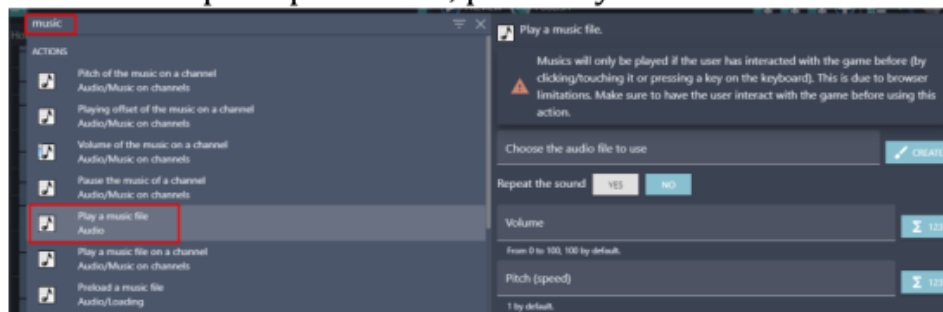 music
ACTIONS
Pitch of the music on a channel
Audio/Music on channels
Playing offset of the music on a channel
Audio/Music on channels
Volume of the music on a channel
Audio/Music on channels
Pause the music of a channel
Audio/Music on channels
Play a music file
Audio
Play a music file on a channel
Audio/Music on channels
Preload a music file
Audio/Loading
Play a music file.
Musics will only be played if the user has interacted with the game before (by
clicking/touching it or pressing a key on the keyboard). This is due to browser
limitations. Make sure to have the user interact with the game before using this
action.
Choose the audio file to use
CREATE
Repeat the sound YES NO
Volume
Σ 123
From 0 to 100, 100 by default.
Pitch (speed)
Σ 123
1 by default.